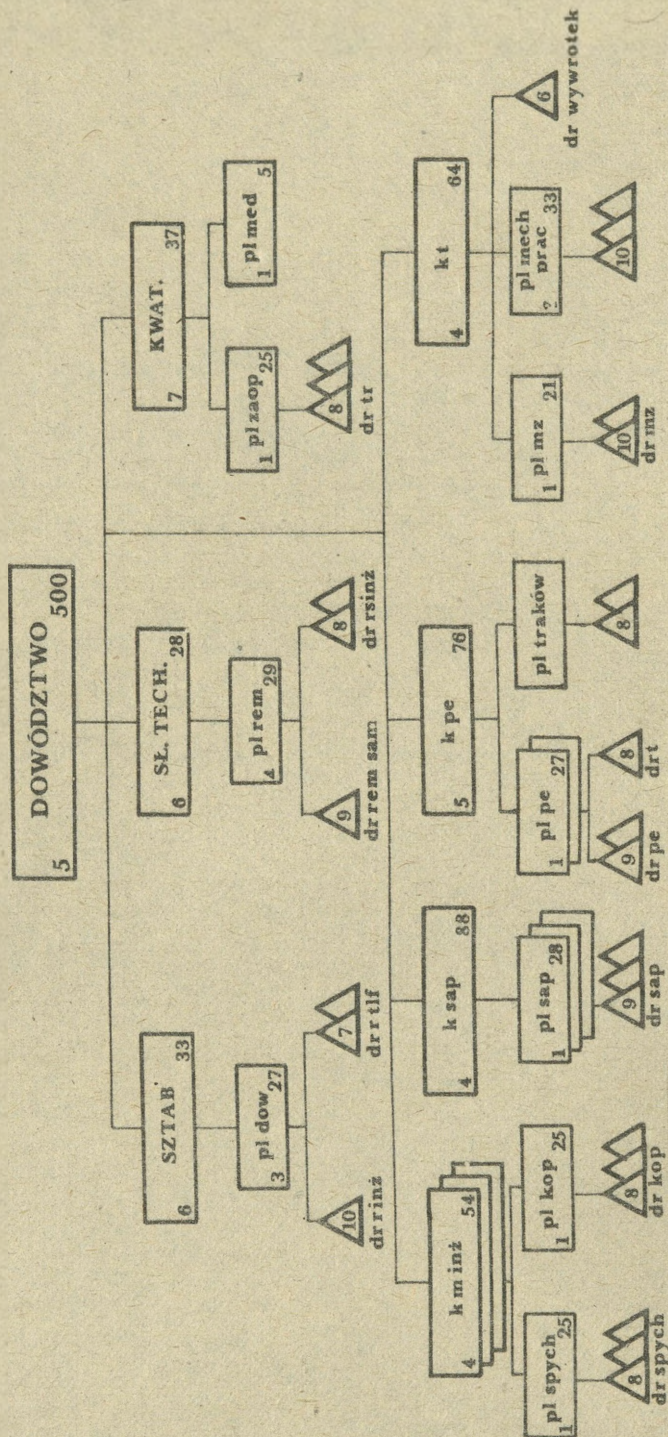 DOWÓDZTWO
5 500
SZTAB
6 33
pl dow
3 27
10
dr r inż
7
dr r tlf
SŁ. TECH.
6 28
pl rem
4 29
9
dr rem sam
8
dr rsinż
KWAT.
7 37
pl zaop
1 25
8
dr tr
pl med
1 5
k m inż
4 54
pl spych
1 25
8
dr spych
pl kop
1 25
8
dr kop
k sap
4 88
pl sap
1 28
9
dr sap
k pe
5 76
pl pe
1 27
9
dr pe
8
dr t
pl traków
8
k t
4 64
pl mz
1 21
10
dr mz
pl mech
prac
33
10
6
dr wywrotek